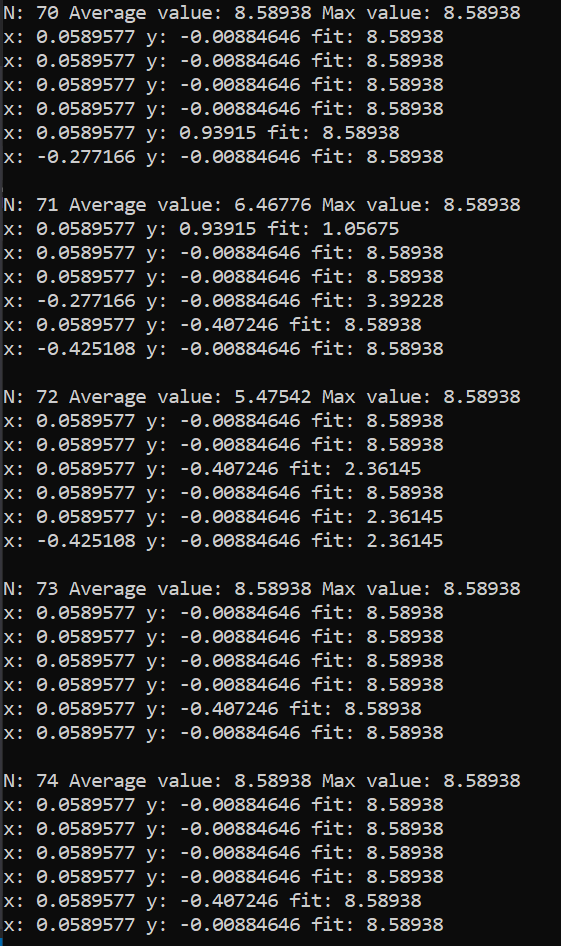 N: 70 Average value: 8.58938 Max value: 8.58938
x: 0.0589577 y: -0.00884646 fit: 8.58938
x: 0.0589577 y: -0.00884646 fit: 8.58938
x: 0.0589577 y: -0.00884646 fit: 8.58938
x: 0.0589577 y: -0.00884646 fit: 8.58938
x: 0.0589577 y: 0.93915 fit: 8.58938
x: -0.277166 y: -0.00884646 fit: 8.58938
N: 71 Average value: 6.46776 Max value: 8.58938
x: 0.0589577 y: 0.93915 fit: 1.05675
x: 0.0589577 y: -0.00884646 fit: 8.58938
x: 0.0589577 y: -0.00884646 fit: 8.58938
x: -0.277166 y: -0.00884646 fit: 3.39228
x: 0.0589577 y: -0.407246 fit: 8.58938
x: -0.425108 y: -0.00884646 fit: 8.58938
N: 72 Average value: 5.47542 Max value: 8.58938
x: 0.0589577 y: -0.00884646 fit: 8.58938
x: 0.0589577 y: -0.00884646 fit: 8.58938
x: 0.0589577 y: -0.407246 fit: 2.36145
x: 0.0589577 y: -0.00884646 fit: 8.58938
x: 0.0589577 y: -0.00884646 fit: 2.36145
x: -0.425108 y: -0.00884646 fit: 2.36145
N: 73 Average value: 8.58938 Max value: 8.58938
x: 0.0589577 y: -0.00884646 fit: 8.58938
x: 0.0589577 y: -0.00884646 fit: 8.58938
x: 0.0589577 y: -0.00884646 fit: 8.58938
x: 0.0589577 y: -0.00884646 fit: 8.58938
x: 0.0589577 y: -0.407246 fit: 8.58938
x: 0.0589577 y: -0.00884646 fit: 8.58938
N: 74 Average value: 8.58938 Max value: 8.58938
x: 0.0589577 y: -0.00884646 fit: 8.58938
x: 0.0589577 y: -0.00884646 fit: 8.58938
x: 0.0589577 y: -0.00884646 fit: 8.58938
x: 0.0589577 y: -0.00884646 fit: 8.58938
x: 0.0589577 y: -0.407246 fit: 8.58938
x: 0.0589577 y: -0.00884646 fit: 8.58938